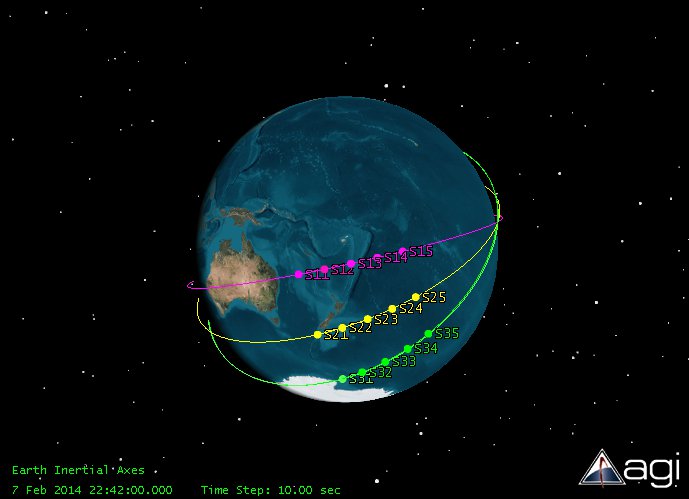 S11 S12 S13 S14 S15
S21 S22 S23 S24 S25
S31 S32 S33 S34 S35
Earth Inertial Axes
7 Feb 2014 22:42:00.000 Time Step: 10.00 sec
agi